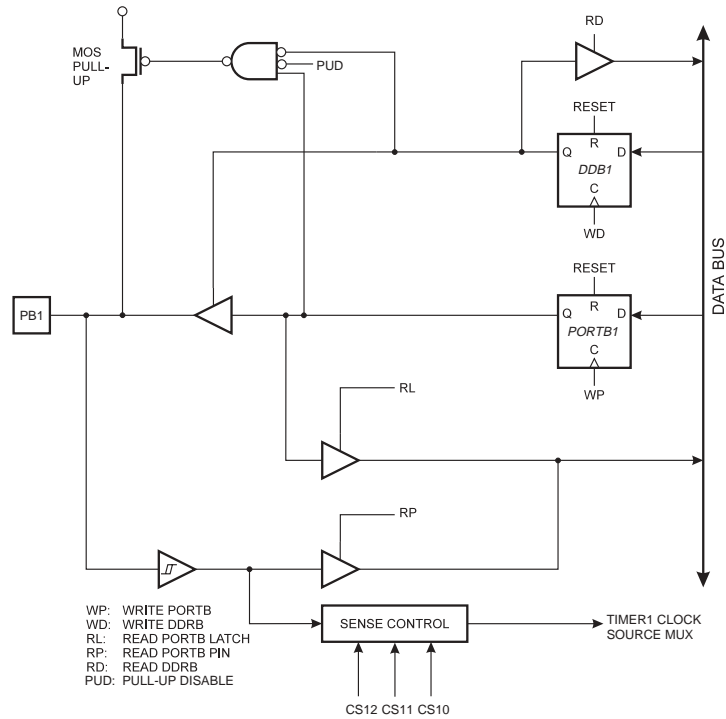 RD
MOS
PULL-
UP
PUD
RESET
R
Q
D
DDB1
C
WD
RESET
PB1
R
Q
D
PORTB1
C
WP
DATA BUS
RL
RP
WP: WRITE PORTB
WD: WRITE DDRB
RL: READ PORTB LATCH
RP: READ PORTB PIN
RD: READ DDRB
PUD: PULL-UP DISABLE
SENSE CONTROL
TIMER1 CLOCK
SOURCE MUX
CS12 CS11 CS10